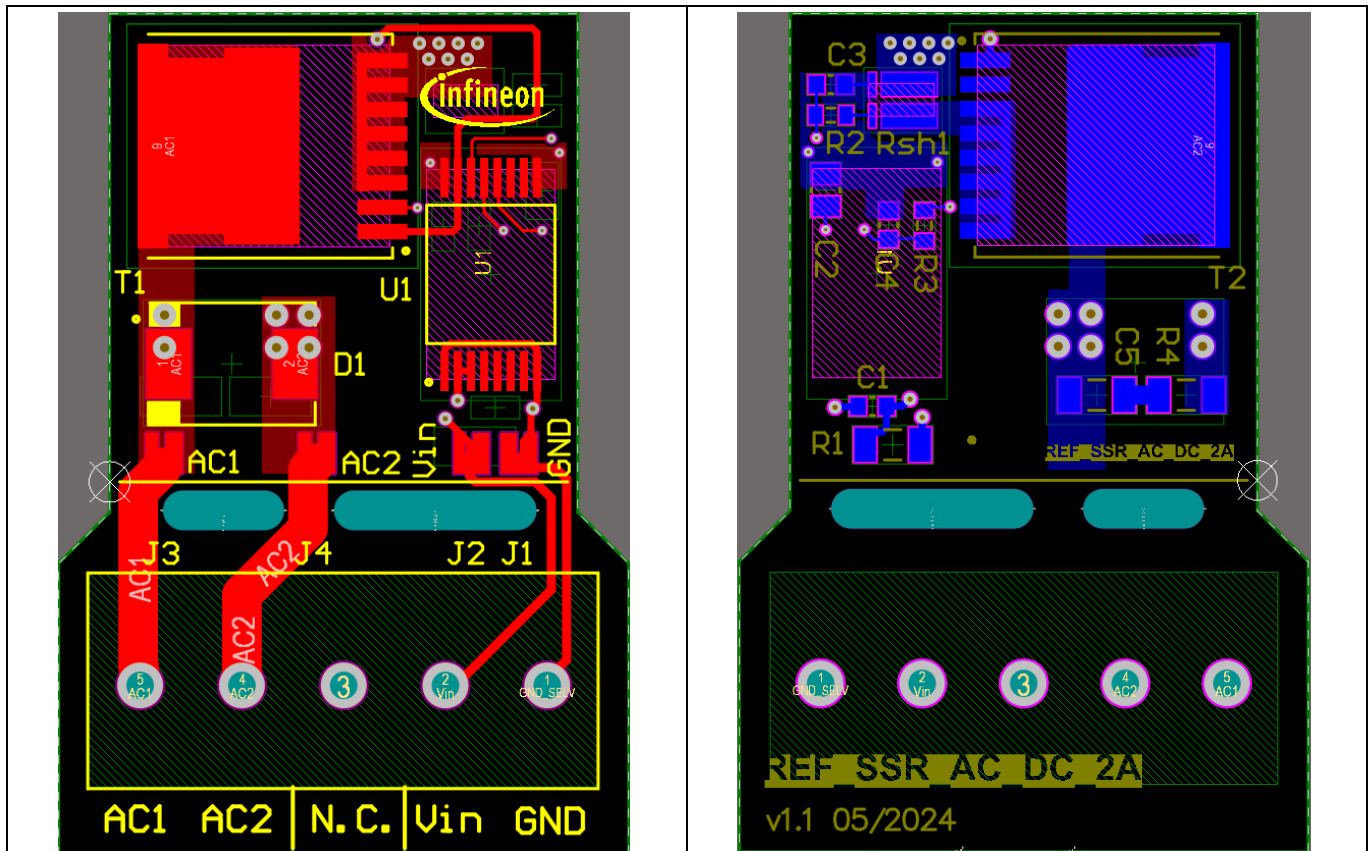 infineon
9
AC1
T1
U1
U1
1
AC1
2
D1
AC1
AC2
Vin
GND
J3
J4
J2
J1
AC1
AC2
AC2
5
AC1
4
AC2
3
2
Vin
1
GND_SELV
AC1
AC2
N.C.
Vin
GND
C3
R2
Rsh1
9
AC2
C2
C4
R3
T2
C5
R4
C1
R1
REF_SSR_AC_DC_2A
1
GND_SELV
2
Vin
3
4
AC2
5
AC1
REF_SSR_AC_DC_2A
v1.1 05/2024